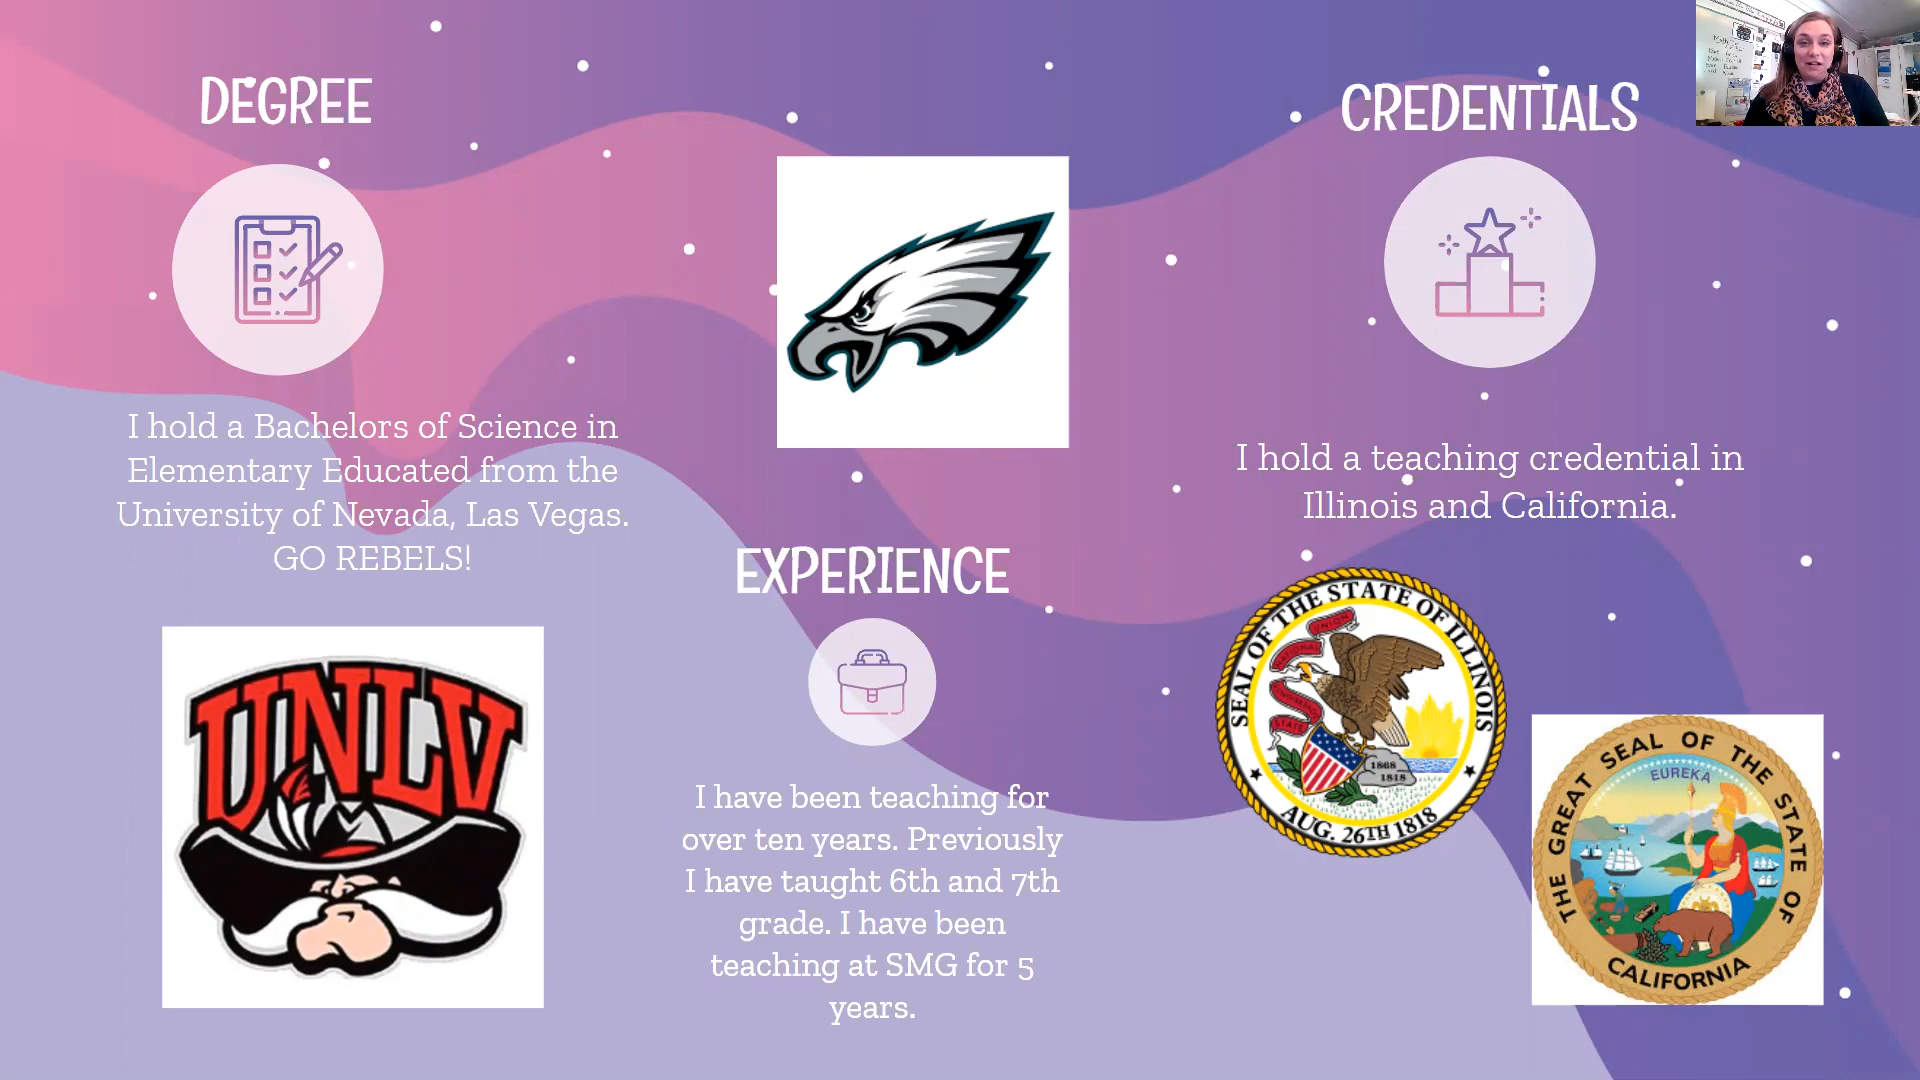 DEGREE
I hold a Bachelors of Science in
Elementary Educated from the
University of Nevada, Las Vegas.
GO REBELS!
UNLV
EXPERIENCE
I have been teaching for
over ten years. Previously
I have taught 6th and 7th
grade. I have been
teaching at SMG for 5
years.
CREDENTIALS
I hold a teaching credential in
Illinois and California.
SEAL OF THE STATE OF ILLINOIS
AUG. 26TH 1818
STATE
NATIONAL
UNION
1868
1818
THE GREAT SEAL OF THE STATE OF
CALIFORNIA
EUREKA